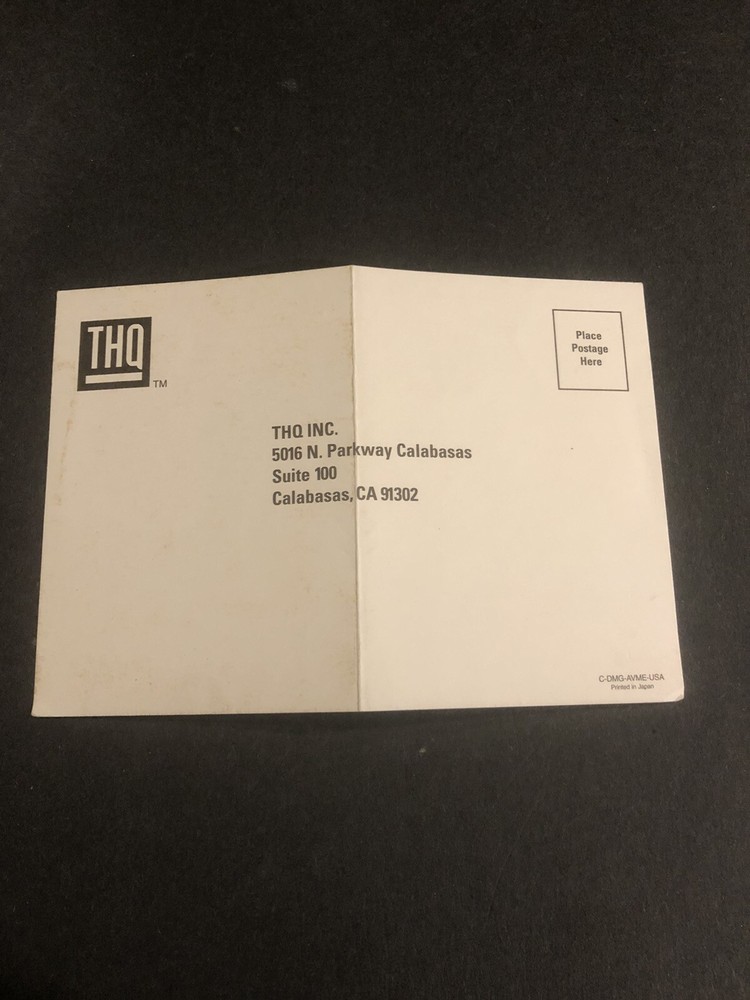 THQ
TM
Place
Postage
Here
THQ INC.
5016 N. Parkway Calabasas
Suite 100
Calabasas, CA 91302
C-DMG-AVME-USA
Printed in Japan